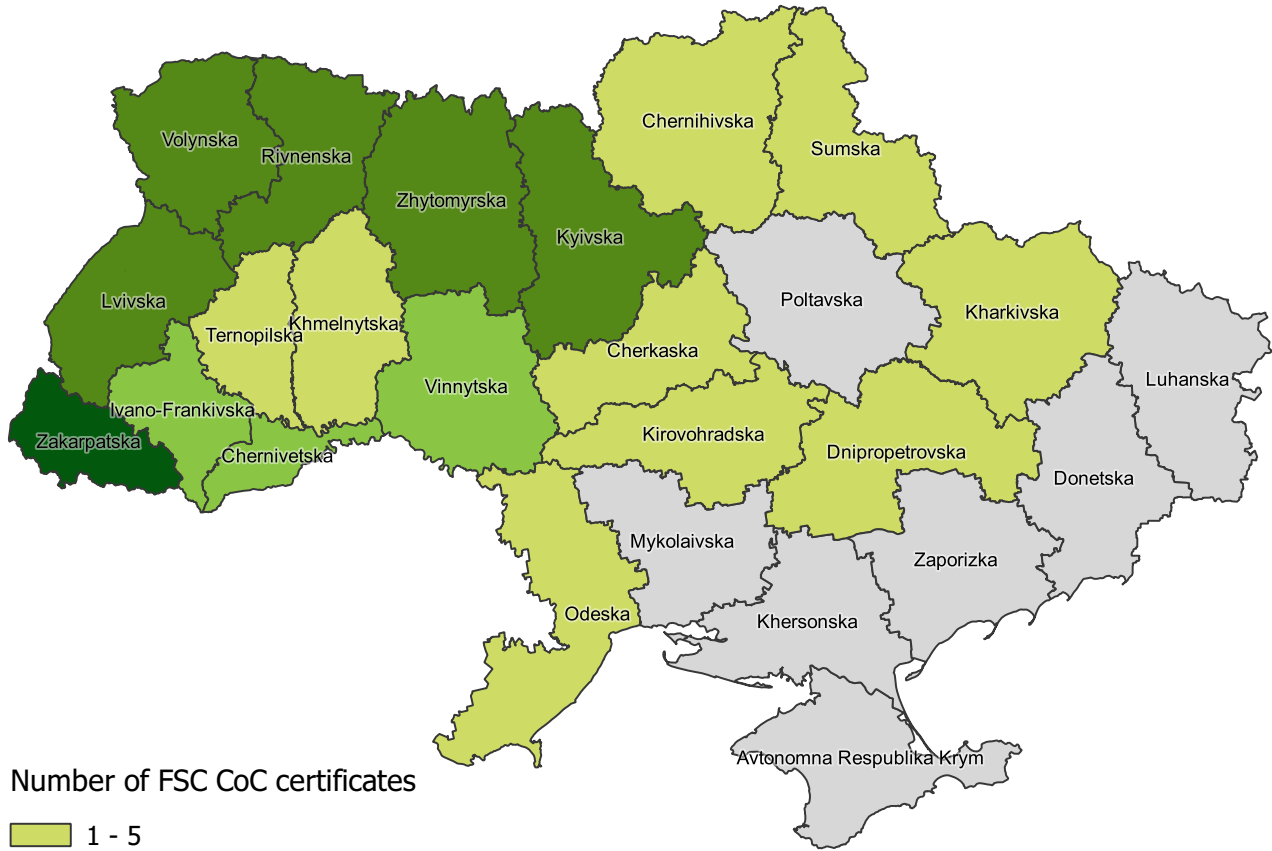 Chernihivska
Volynska
Sumska
Rivnenska
Zhytomyrska
Kyivska
Lvivska
Poltavska
Kharkivska
Ternopilska
Khmelnytska
Cherkaska
Luhanska
Vinnytska
Ivano-Frankivska
Zakarpatska
Kirovohradska
Chernivetska
Dnipropetrovska
Donetska
Mykolaivska
Zaporizka
Odeska
Khersonska
Avtonomna Respublika Krym
Number of FSC CoC certificates
1 - 5